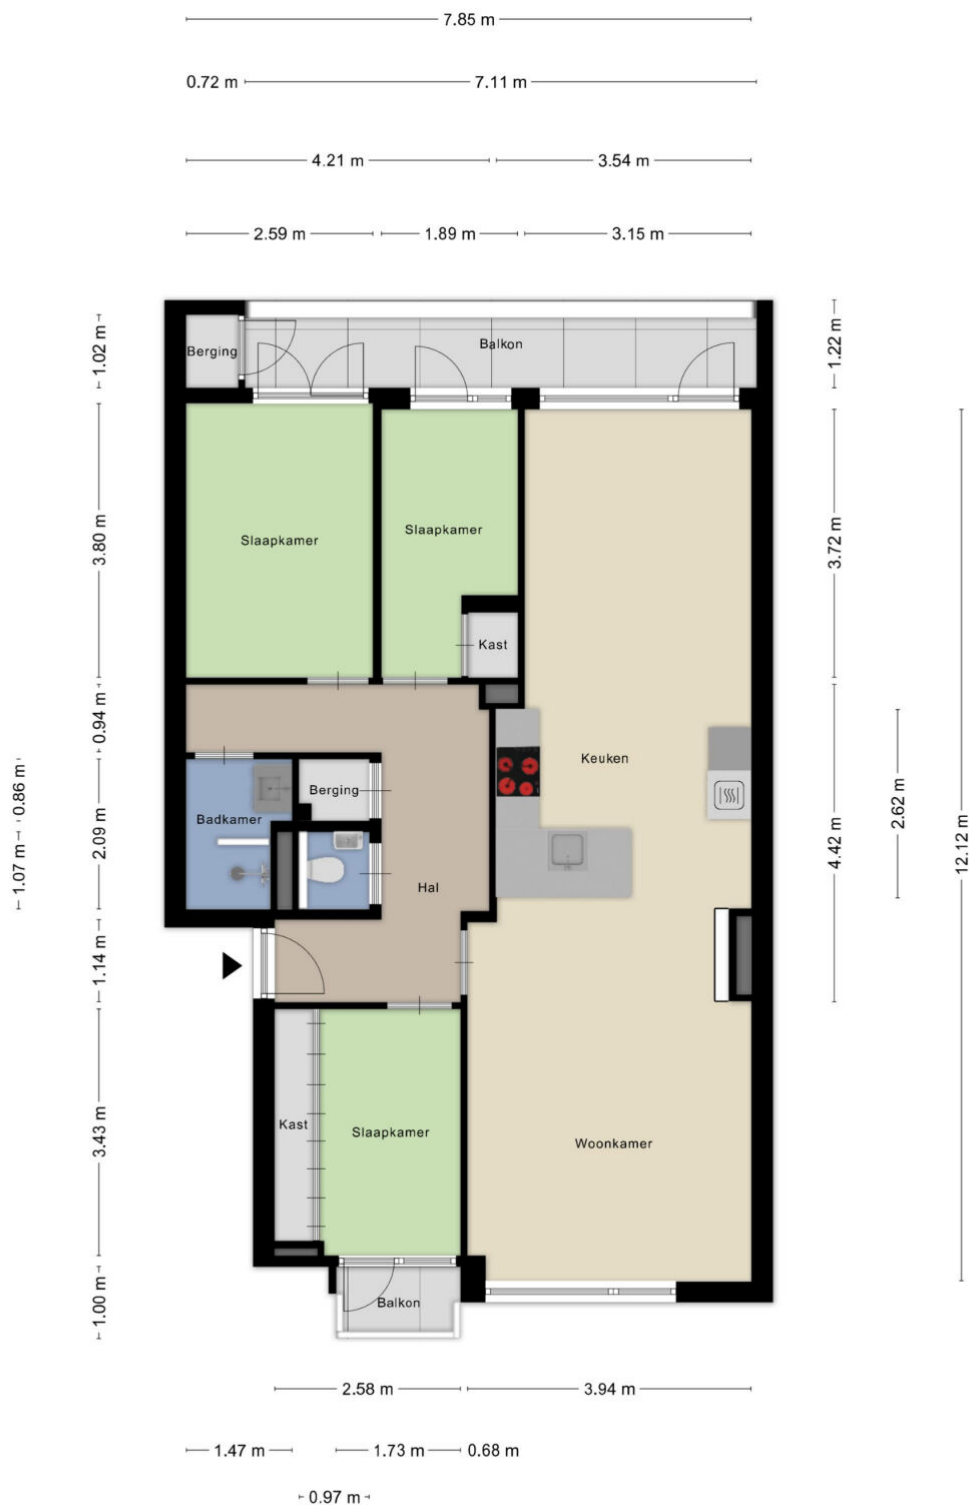 7.85 m
0.72 m
7.11 m
4.21 m
3.54 m
2.59 m
1.89 m
3.15 m
1.02 m
1.22 m
Berging
Balkon
3.80 m
Slaapkamer
Slaapkamer
3.72 m
Kast
0.94 m
Keuken
Berging
Badkamer
0.86 m
1.07 m
2.09 m
2.62 m
4.42 m
12.12 m
Hal
1.14 m
Kast
Slaapkamer
Woonkamer
3.43 m
1.00 m
Balkon
2.58 m
3.94 m
1.47 m
1.73 m
0.68 m
0.97 m